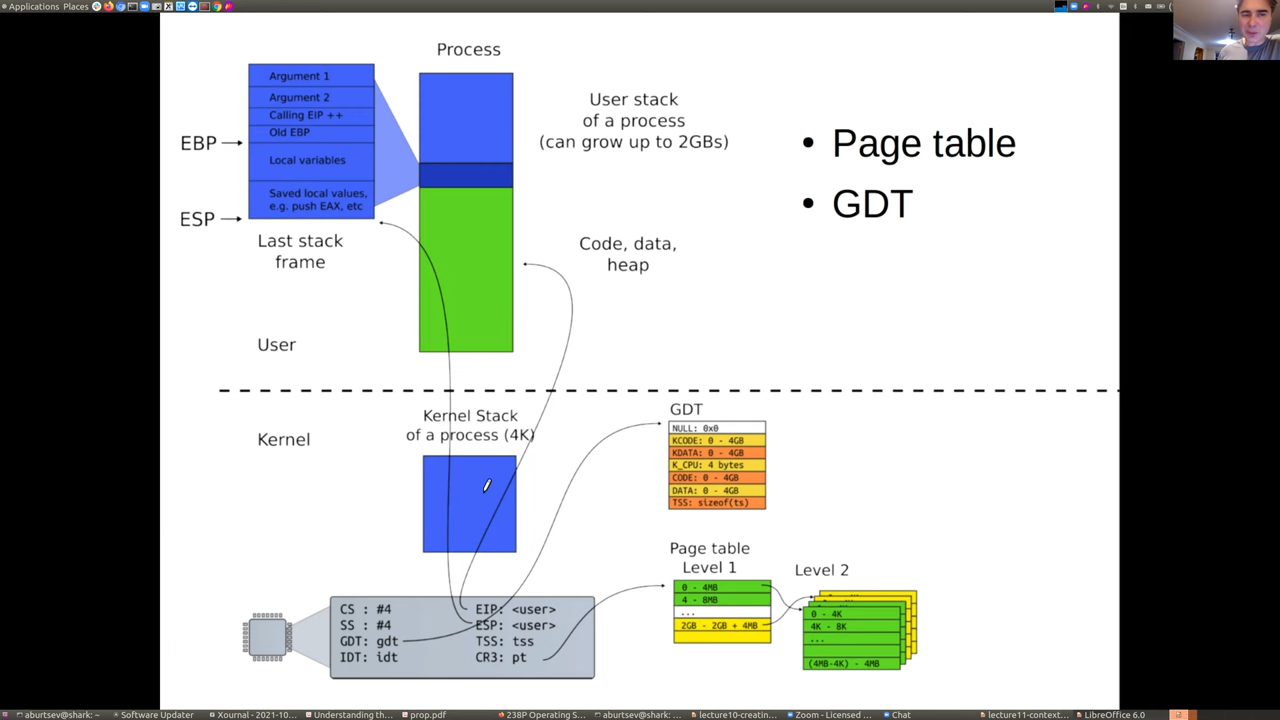 Applications Places
Process
Argument 1
Argument 2
Calling EIP ++
Old EBP
Local variables
Saved local values,
e.g. push EAX, etc
EBP
ESP
Last stack
frame
User stack
of a process
(can grow up to 2GBs)
Code, data,
heap
• Page table
• GDT
User
Kernel
Kernel Stack
of a process (4K)
GDT
NULL: 0x0
KCODE: 0 - 4GB
KDATA: 0 - 4GB
K_CPU: 4 bytes
CODE: 0 - 4GB
DATA: 0 - 4GB
TSS: sizeof(ts)
Page table
Level 1
0 - 4MB
4 - 8MB
...
2GB - 2GB + 4MB
Level 2
0 - 4K
4K - 8K
...
(4MB-4K) - 4MB
CS : #4
SS : #4
GDT: gdt
IDT: idt
EIP: <user>
ESP: <user>
TSS: tss
CR3: pt
aburtsev@shark: ~
Software Updater
Xournal - 2021-10...
Understanding th...
prop.pdf
238P Operating S...
aburtsev@shark: ...
lecture10-creatin...
Zoom - Licensed ...
Chat
lecture11-context...
LibreOffice 6.0